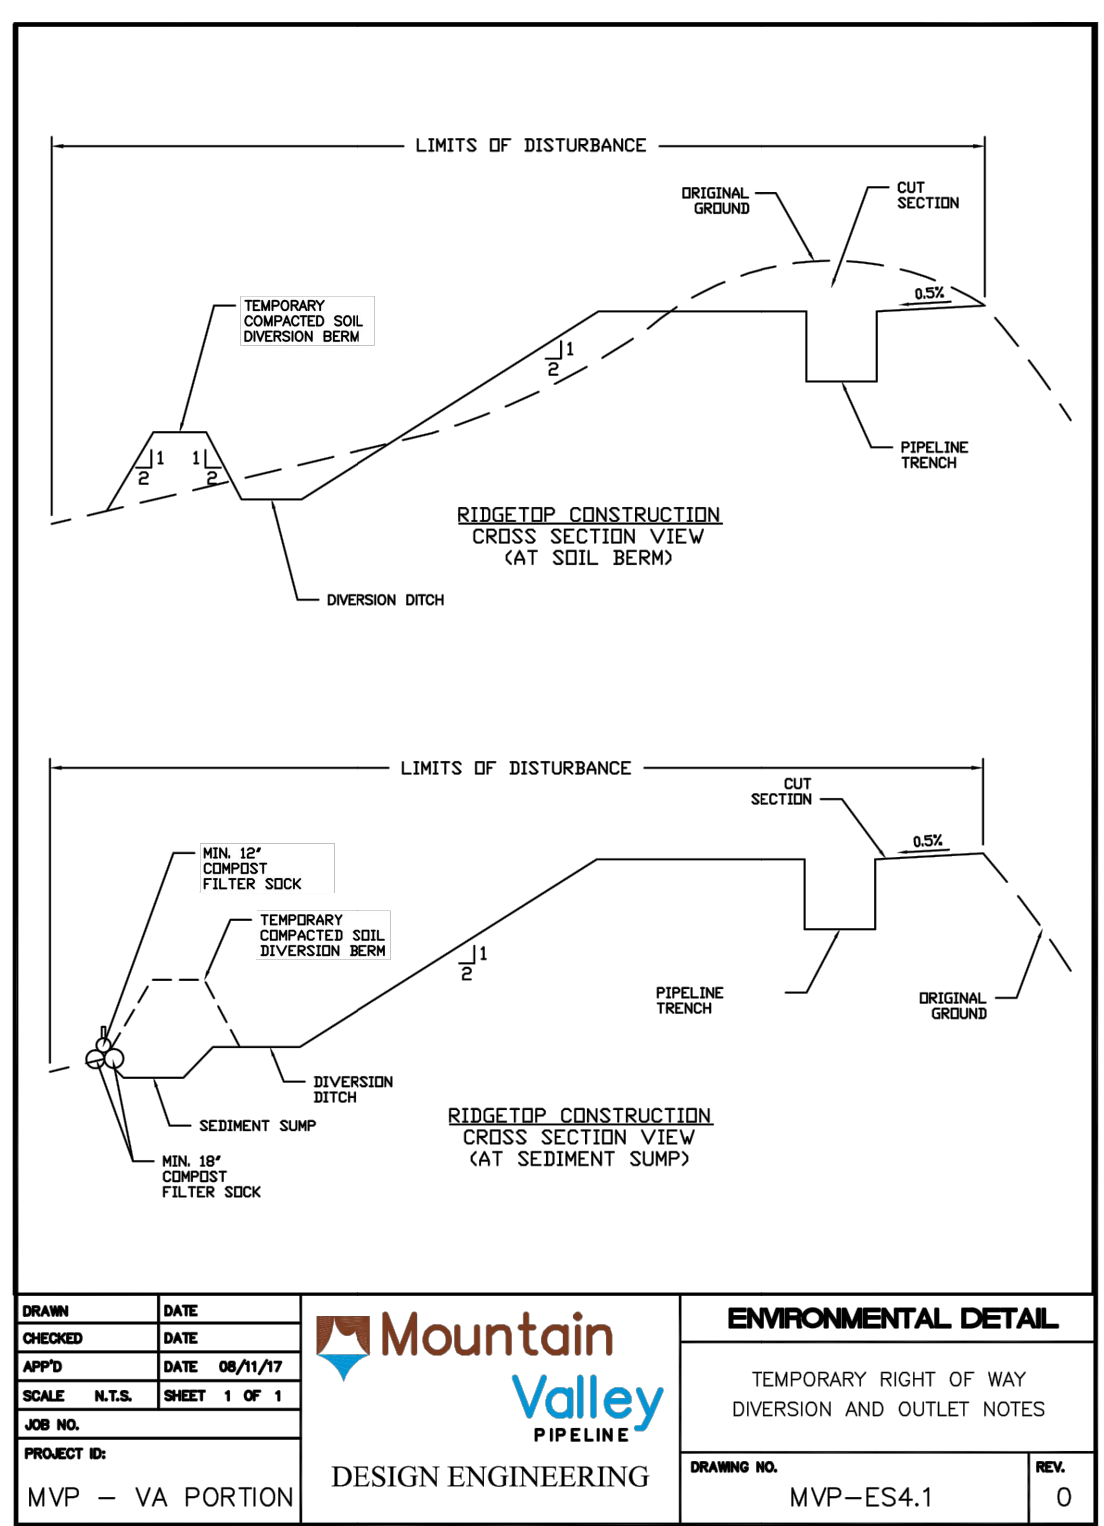 LIMITS OF DISTURBANCE
ORIGINAL
GROUND
CUT
SECTION
0.5%
TEMPORARY
COMPACTED SOIL
DIVERSION BERM
1
2
1
2
1
2
PIPELINE
TRENCH
RIDGETOP CONSTRUCTION
CROSS SECTION VIEW
(AT SOIL BERM)
DIVERSION DITCH
LIMITS OF DISTURBANCE
CUT
SECTION
0.5%
MIN. 12"
COMPOST
FILTER SOCK
TEMPORARY
COMPACTED SOIL
DIVERSION BERM
1
2
PIPELINE
TRENCH
ORIGINAL
GROUND
DIVERSION
DITCH
SEDIMENT SUMP
RIDGETOP CONSTRUCTION
CROSS SECTION VIEW
(AT SEDIMENT SUMP)
MIN. 18"
COMPOST
FILTER SOCK
DRAWN DATE
CHECKED DATE
APP'D DATE 08/11/17
SCALE N.T.S. SHEET 1 OF 1
JOB NO.
PROJECT ID:
MVP - VA PORTION
Mountain
Valley
PIPELINE
DESIGN ENGINEERING
ENVIRONMENTAL DETAIL
TEMPORARY RIGHT OF WAY
DIVERSION AND OUTLET NOTES
DRAWING NO.
MVP-ES4.1
REV.
0